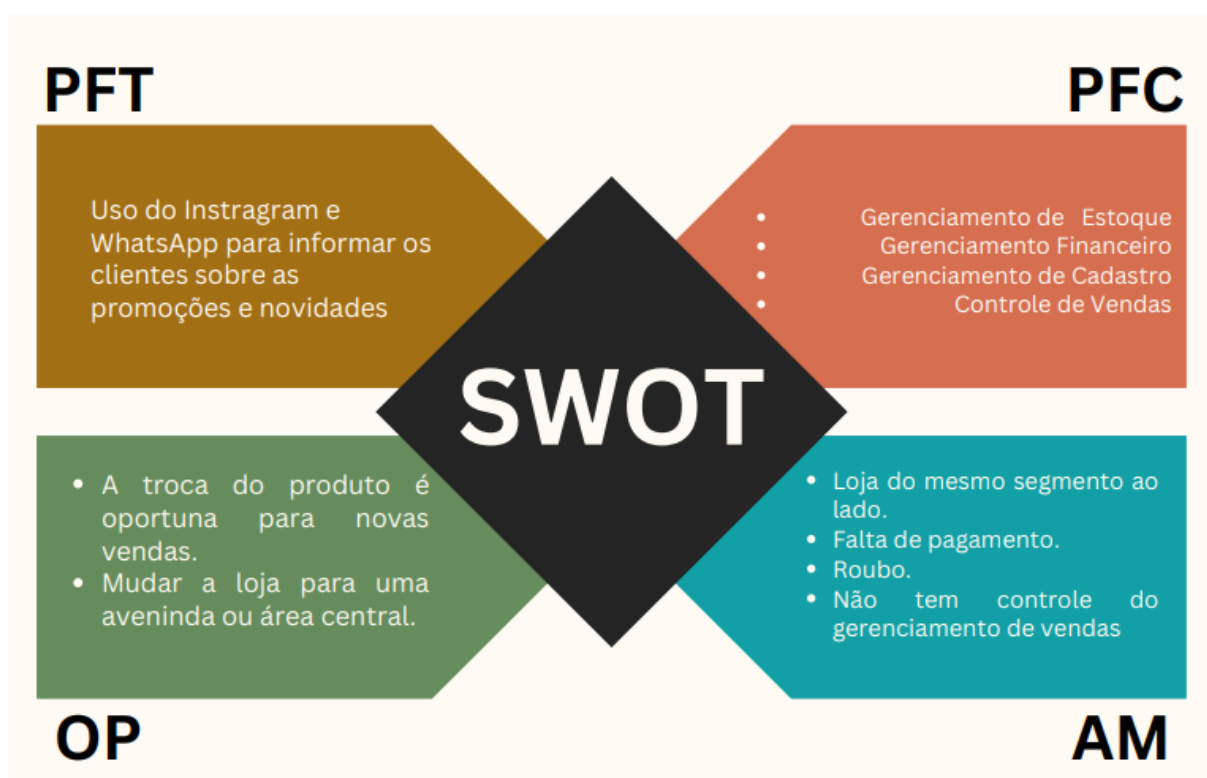 PFT
PFC
Uso do Instragram e
WhatsApp para informar os
clientes sobre as
promoções e novidades
• Gerenciamento de Estoque
• Gerenciamento Financeiro
• Gerenciamento de Cadastro
• Controle de Vendas
SWOT
• A troca do produto é
oportuna para novas
vendas.
• Mudar a loja para uma
aveninda ou área central.
• Loja do mesmo segmento ao
lado.
• Falta de pagamento.
• Roubo.
• Não tem controle do
gerenciamento de vendas
OP
AM